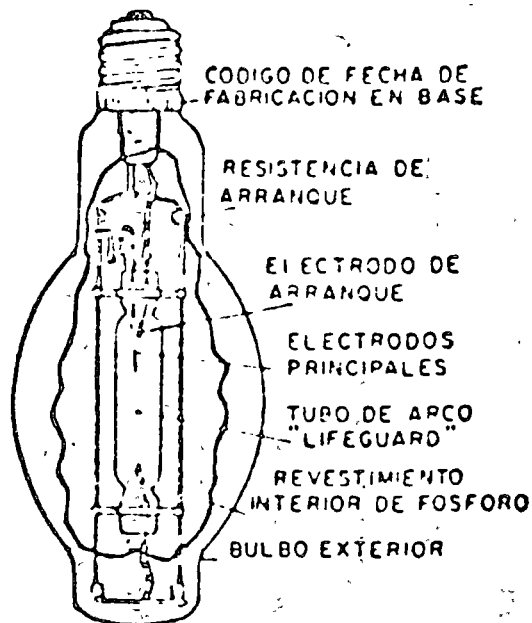 CODIGO DE FECHA DE
FABRICACION EN BASE
RESISTENCIA DE
ARRANQUE
ELECTRODO DE
ARRANQUE
ELECTRODOS
PRINCIPALES
TUBO DE ARCO
"LIFEGUARD"
REVESTIMIENTO
INTERIOR DE FOSFORO
BULBO EXTERIOR